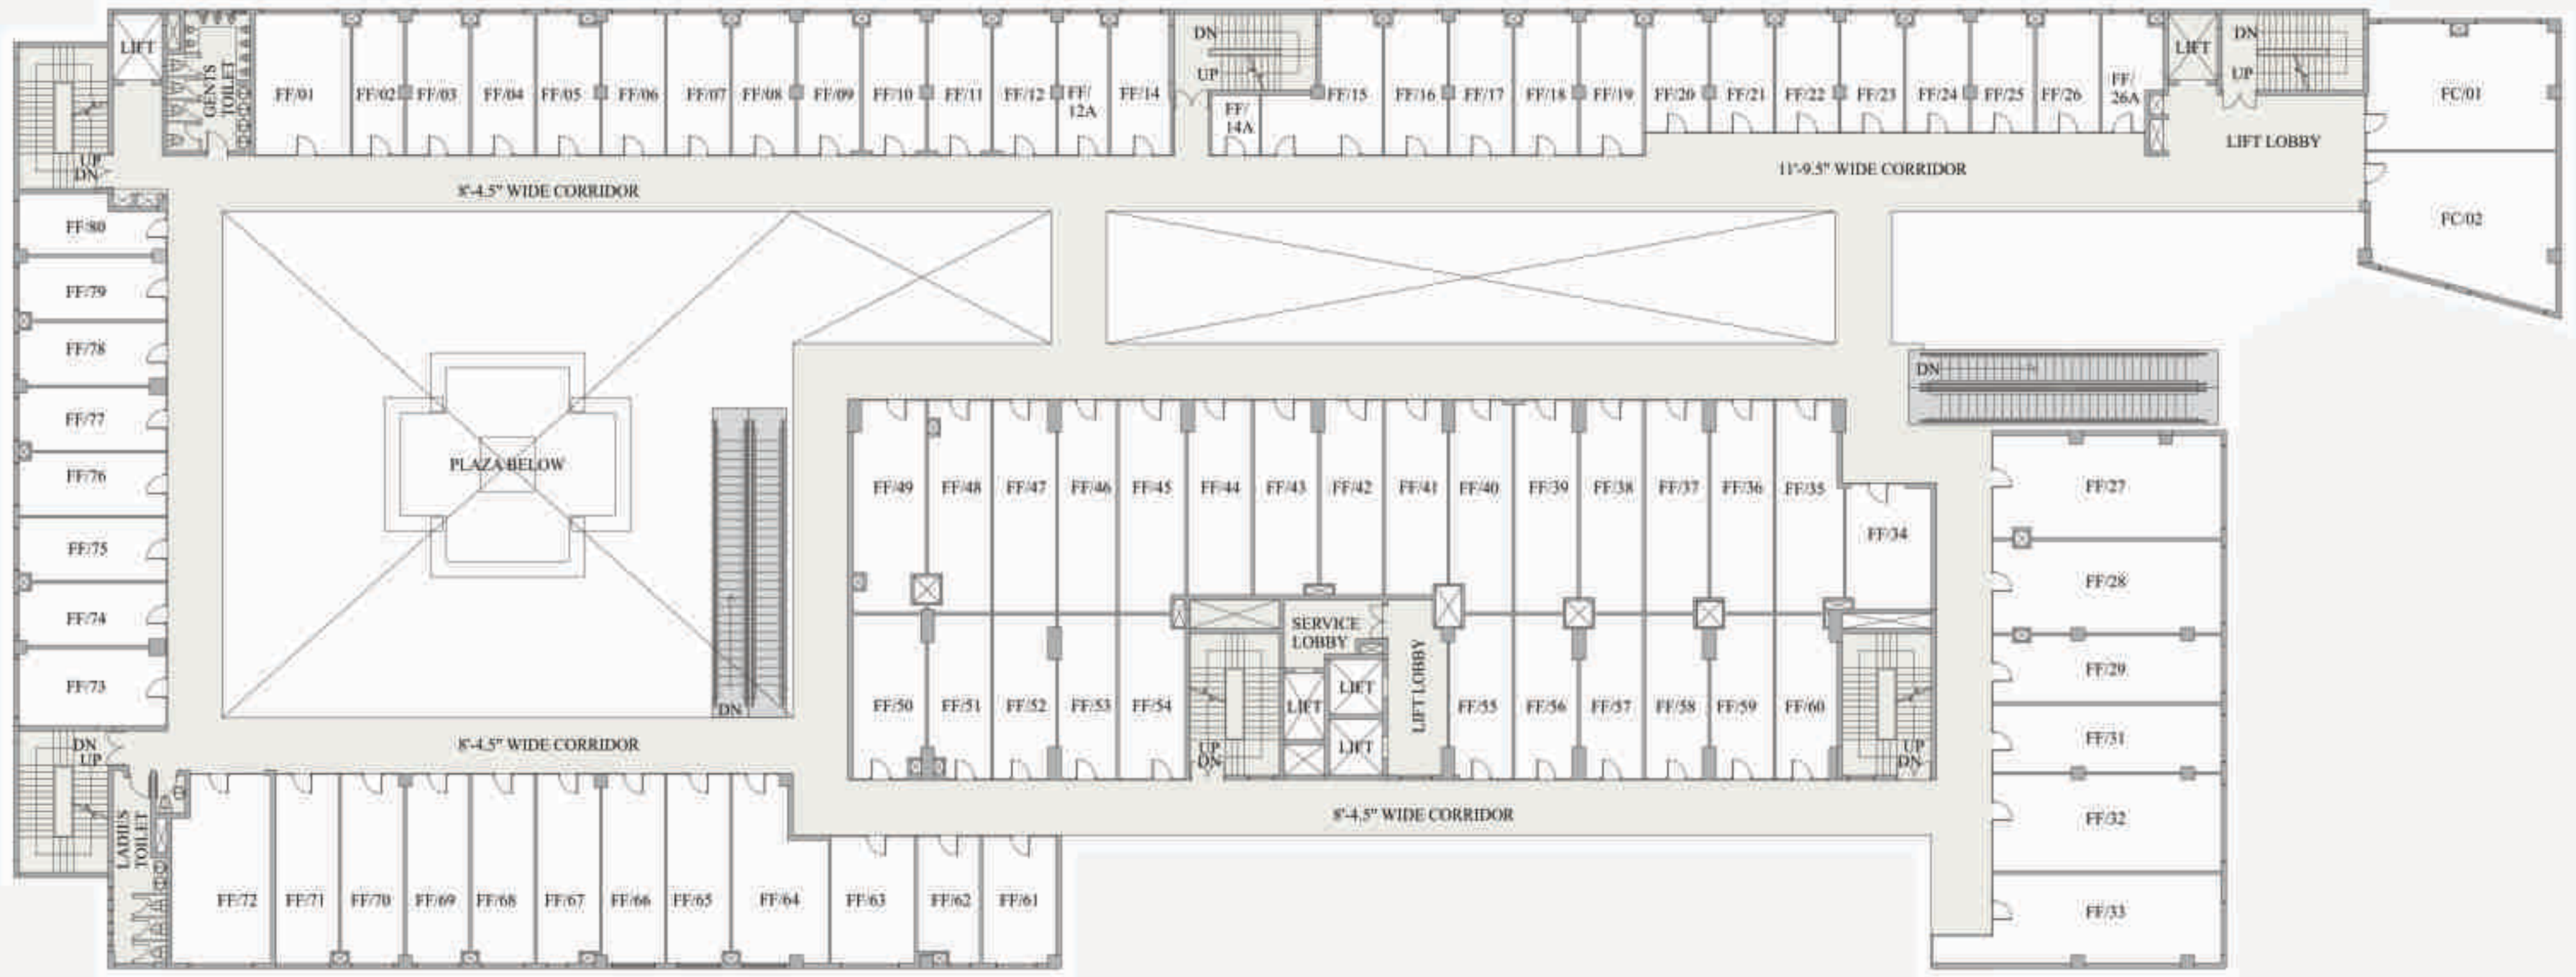 LIFT
GENTS
TOILET
FF/01
FF/02
FF/03
FF/04
FF/05
FF/06
FF/07
FF/08
FF/09
FF/10
FF/11
FF/12
FF/
12A
FF/14
DN
UP
FF/
14A
FF/15
FF/16
FF/17
FF/18
FF/19
FF/20
FF/21
FF/22
FF/23
FF/24
FF/25
FF/26
FF/
26A
LIFT
DN
UP
LIFT LOBBY
FC/01
FC/02
UP
DN
8'-4.5" WIDE CORRIDOR
11'-9.5" WIDE CORRIDOR
FF/80
FF/79
FF/78
FF/77
FF/76
FF/75
FF/74
FF/73
PLAZA BELOW
DN
DN
FF/49
FF/48
FF/47
FF/46
FF/45
FF/44
FF/43
FF/42
FF/41
FF/40
FF/39
FF/38
FF/37
FF/36
FF/35
FF/34
FF/27
FF/28
FF/29
FF/31
FF/32
FF/33
SERVICE
LOBBY
LIFT
LIFT
LIFT
LIFT LOBBY
FF/50
FF/51
FF/52
FF/53
FF/54
UP
DN
FF/55
FF/56
FF/57
FF/58
FF/59
FF/60
UP
DN
DN
UP
8'-4.5" WIDE CORRIDOR
8'-4.5" WIDE CORRIDOR
LADIES
TOILET
FF/72
FF/71
FF/70
FF/69
FF/68
FF/67
FF/66
FF/65
FF/64
FF/63
FF/62
FF/61